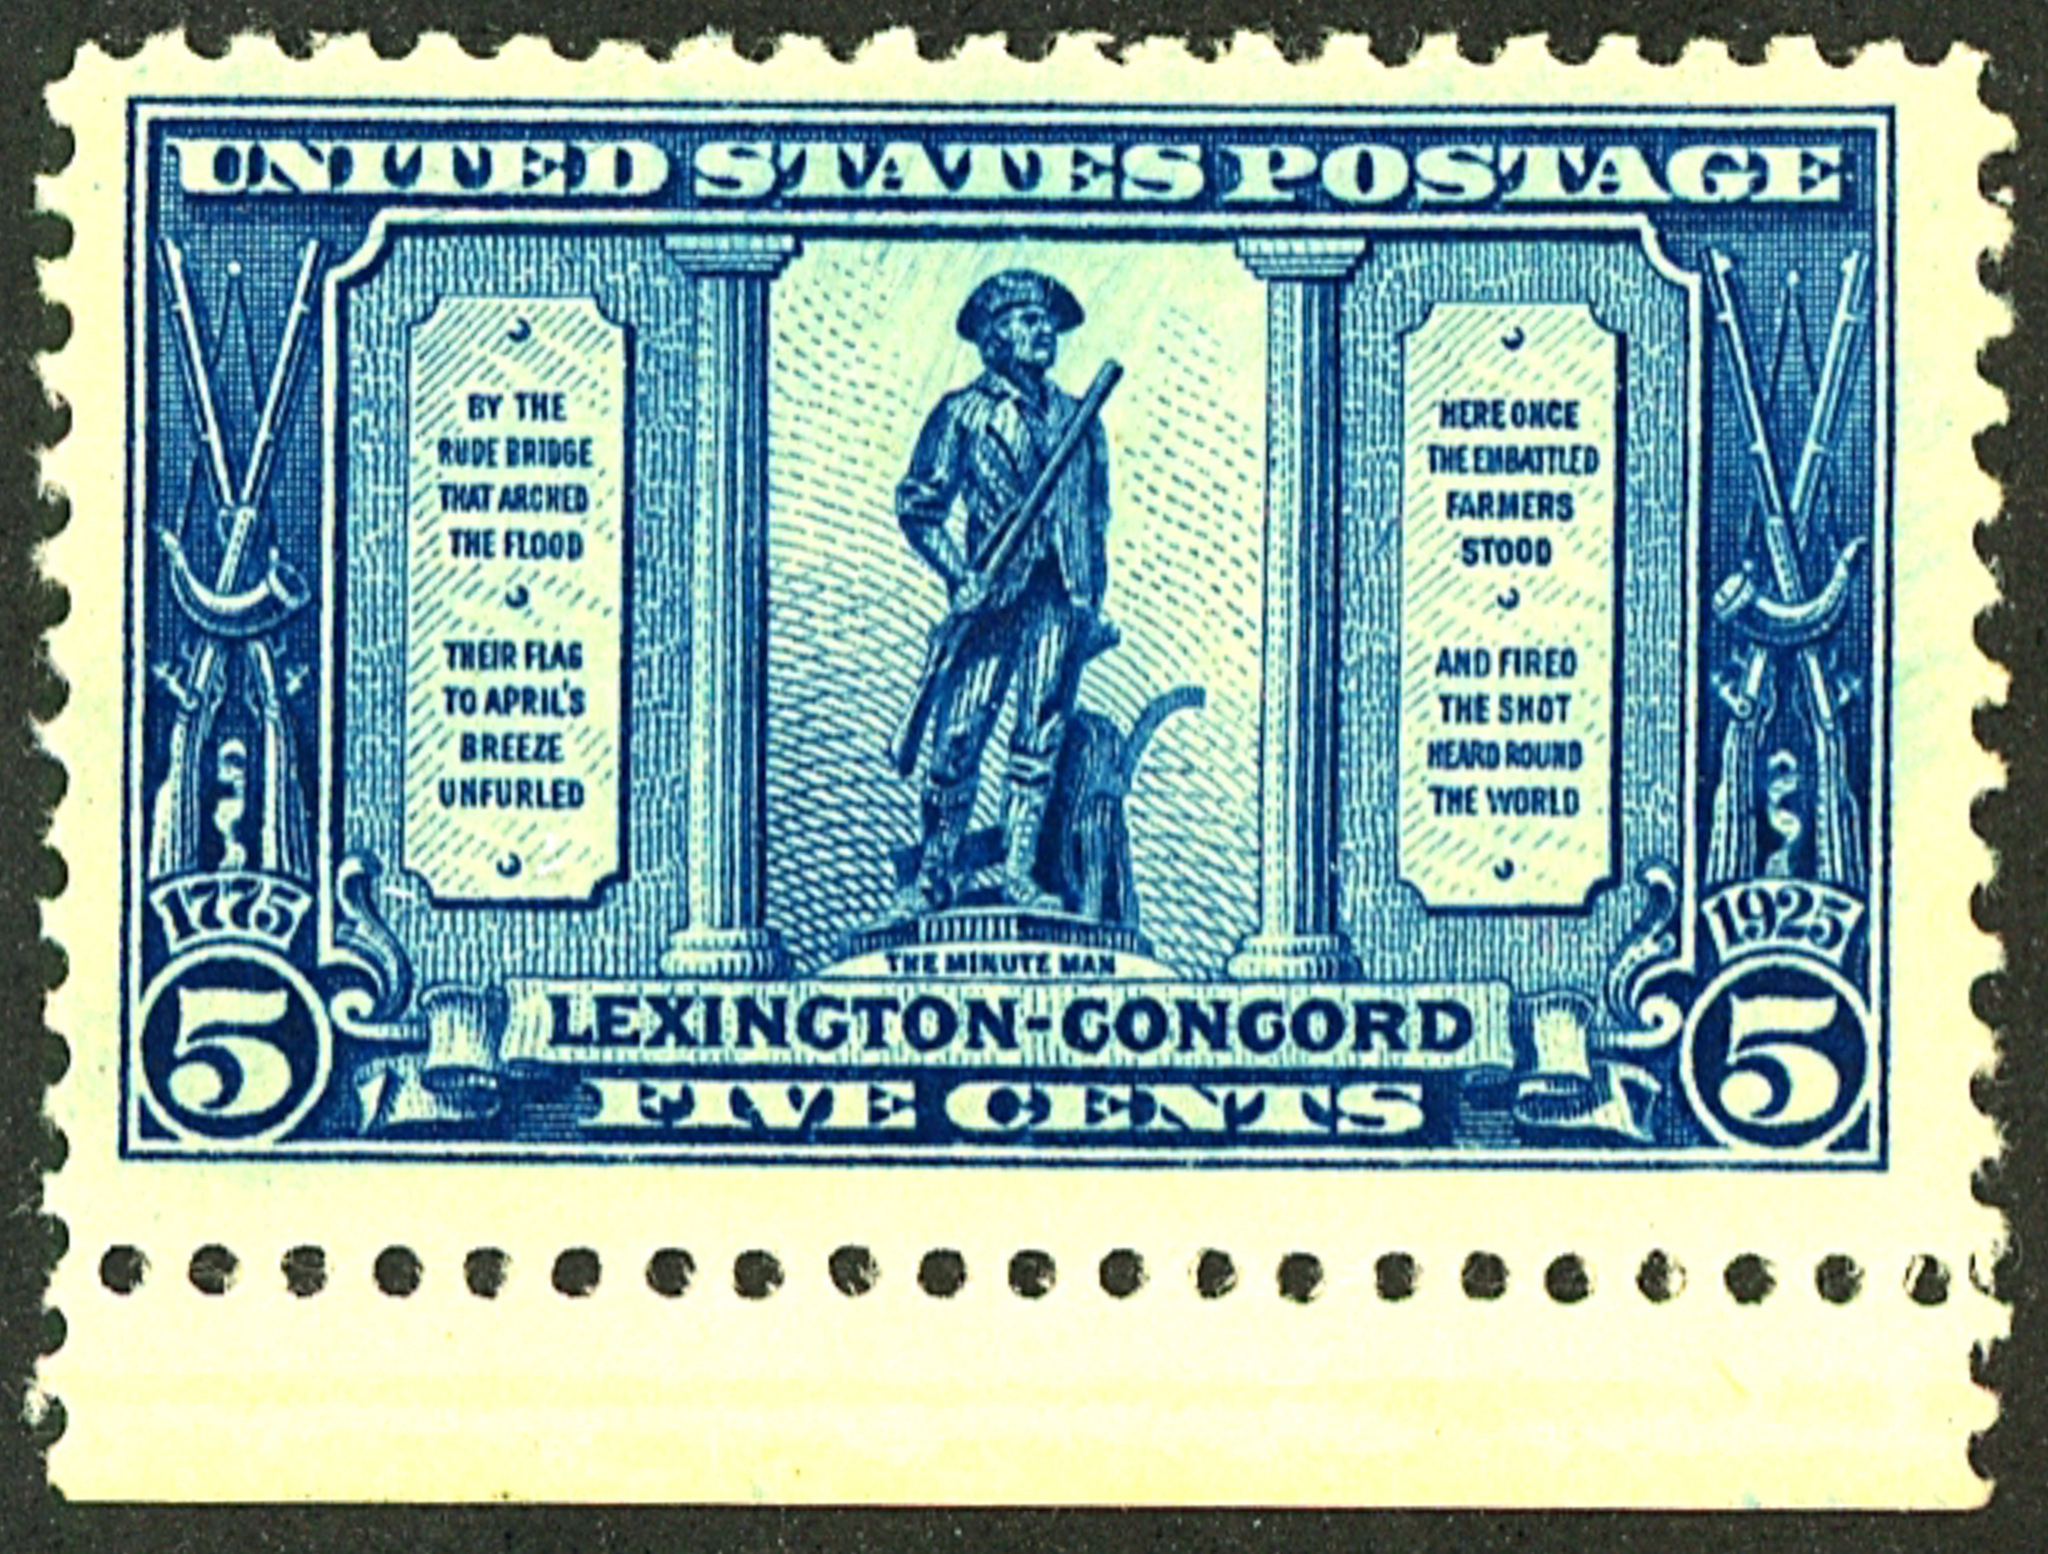 UNITED STATES POSTAGE
BY THE
RUDE BRIDGE
THAT ARCHED
THE FLOOD
THEIR FLAG
TO APRIL'S
BREEZE
UNFURLED
HERE ONCE
THE EMBATTLED
FARMERS
STOOD
AND FIRED
THE SHOT
HEARD ROUND
THE WORLD
1775
1925
THE MINUTE MAN
LEXINGTON-CONCORD
5
5
FIVE CENTS